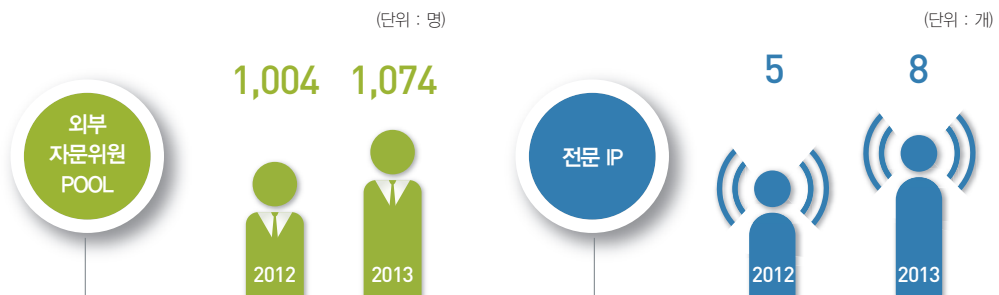 (단위 : 명)
1,004 1,074
외부
자문위원
POOL
2012 2013
(단위 : 개)
5 8
전문 IP
2012 2013